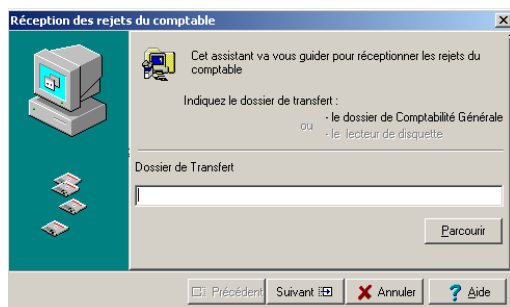 Réception des rejets du comptable
Cet assistant va vous guider pour réceptionner les rejets du
comptable
Indiquez le dossier de transfert :
- le dossier de Comptabilité Générale
ou
- le lecteur de disquette
Dossier de Transfert
Parcourir
Précédent Suivant Annuler Aide